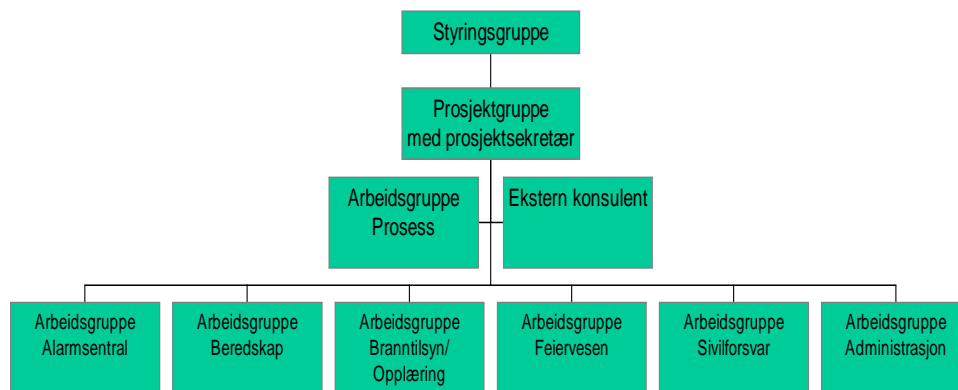 Styringsgruppe
Prosjektgruppe
med prosjektsekretær
Arbeidsgruppe
Prosess
Ekstern konsulent
Arbeidsgruppe
Alarmsentral
Arbeidsgruppe
Beredskap
Arbeidsgruppe
Branntilsyn/
Opplæring
Arbeidsgruppe
Feiervesen
Arbeidsgruppe
Sivilforsvar
Arbeidsgruppe
Administrasjon